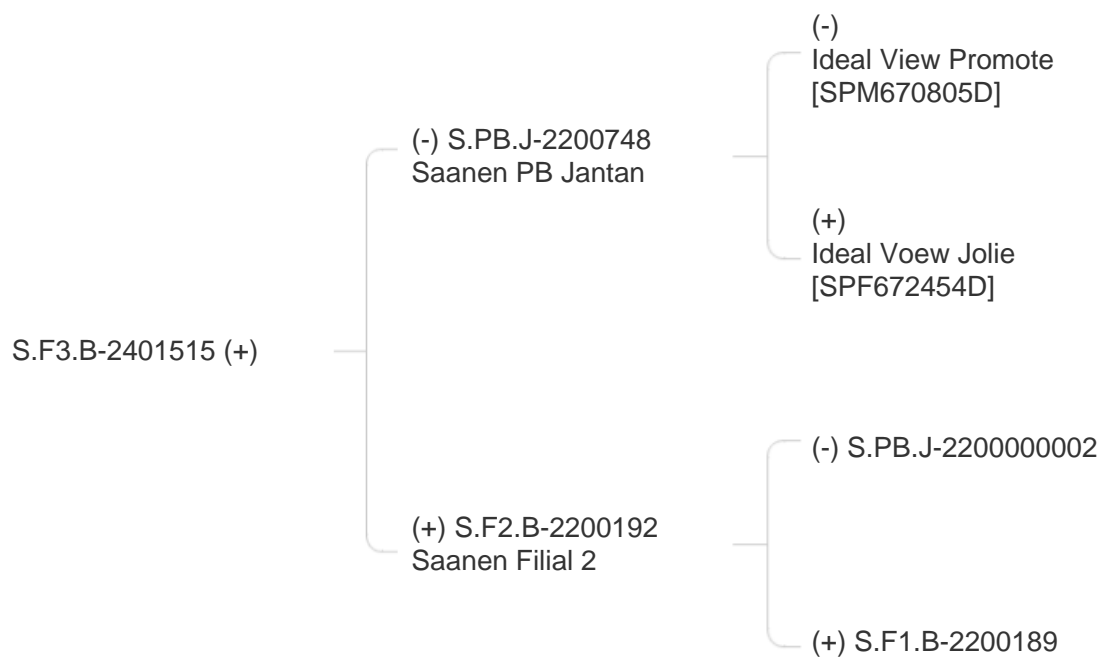 (-)
Ideal View Promote
[SPM670805D]
(-) S.PB.J-2200748
Saanen PB Jantan
(+)
Ideal Voew Jolie
[SPF672454D]
S.F3.B-2401515 (+)
(-) S.PB.J-2200000002
(+) S.F2.B-2200192
Saanen Filial 2
(+) S.F1.B-2200189